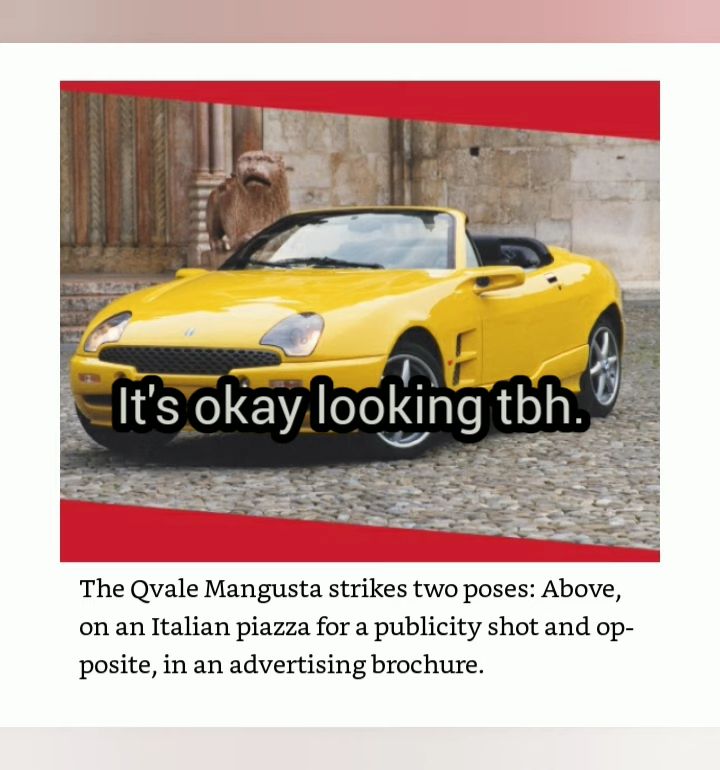 It's okay looking tbh.
The Qvale Mangusta strikes two poses: Above,
on an Italian piazza for a publicity shot and op-
posite, in an advertising brochure.